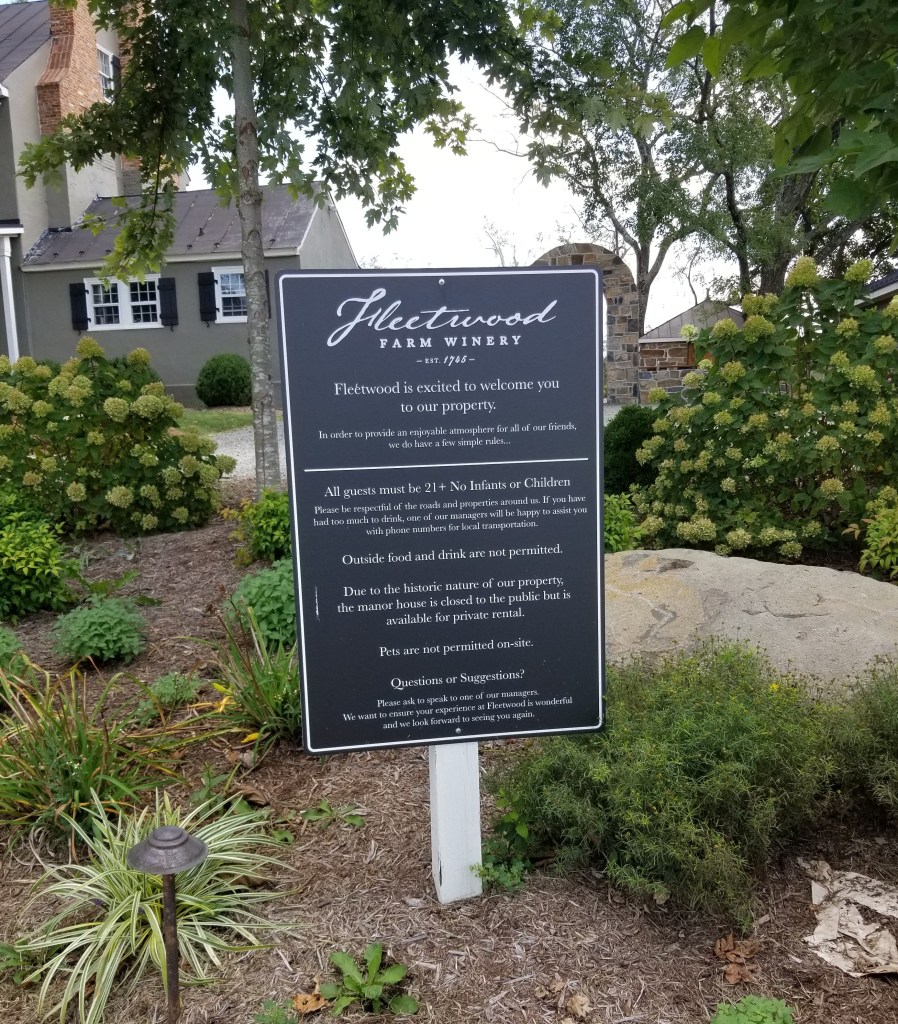 Fleetwood
FARM WINERY
– EST. 1745 –
Fleetwood is excited to welcome you
to our property.
In order to provide an enjoyable atmosphere for all of our friends,
we do have a few simple rules...
All guests must be 21+ No Infants or Children
Please be respectful of the roads and properties around us. If you have
had too much to drink, one of our managers will be happy to assist you
with phone numbers for local transportation.
Outside food and drink are not permitted.
Due to the historic nature of our property,
the manor house is closed to the public but is
available for private rental.
Pets are not permitted on-site.
Questions or Suggestions?
Please ask to speak to one of our managers.
We want to ensure your experience at Fleetwood is wonderful
and we look forward to seeing you again.